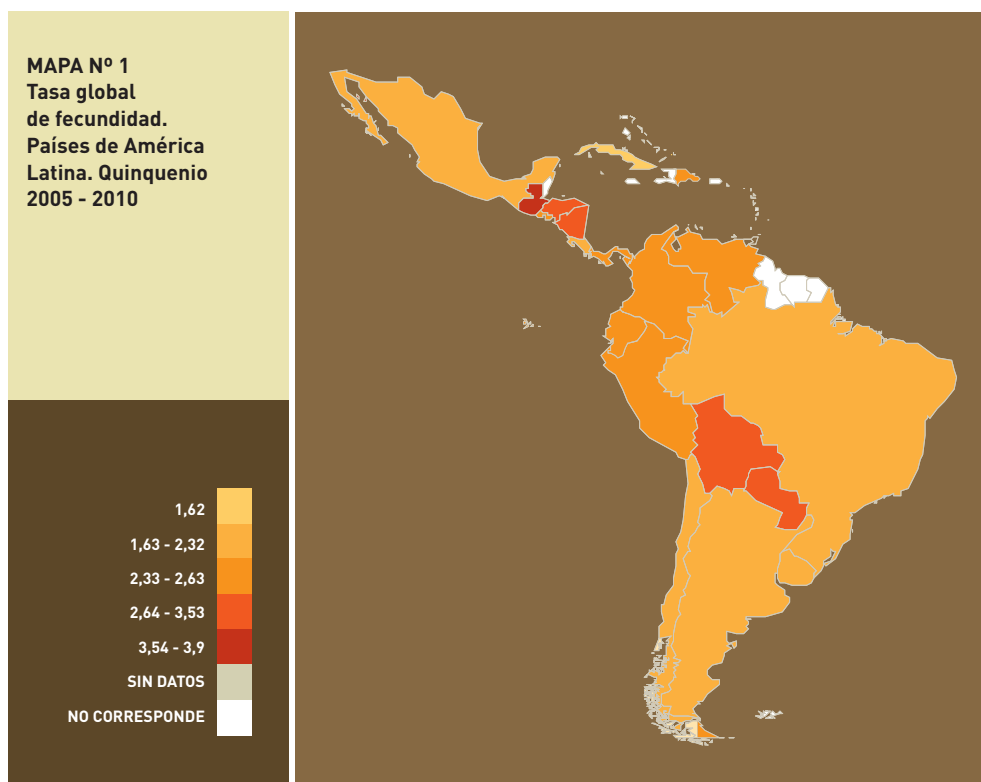 MAPA Nº 1
Tasa global
de fecundidad.
Países de América
Latina. Quinquenio
2005 - 2010
1,62
1,63 - 2,32
2,33 - 2,63
2,64 - 3,53
3,54 - 3,9
SIN DATOS
NO CORRESPONDE